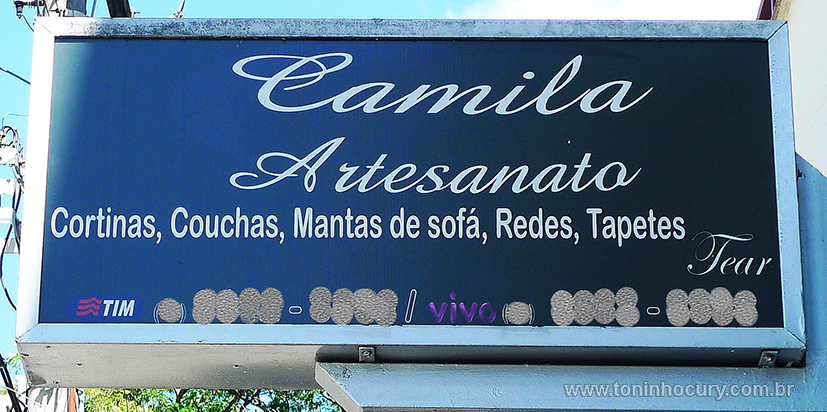 Camila
Artesanato
Cortinas, Couchas, Mantas de sofá, Redes, Tapetes
Tear
TIM ( ) - / vivo ( ) -
www.toninhocury.com.br